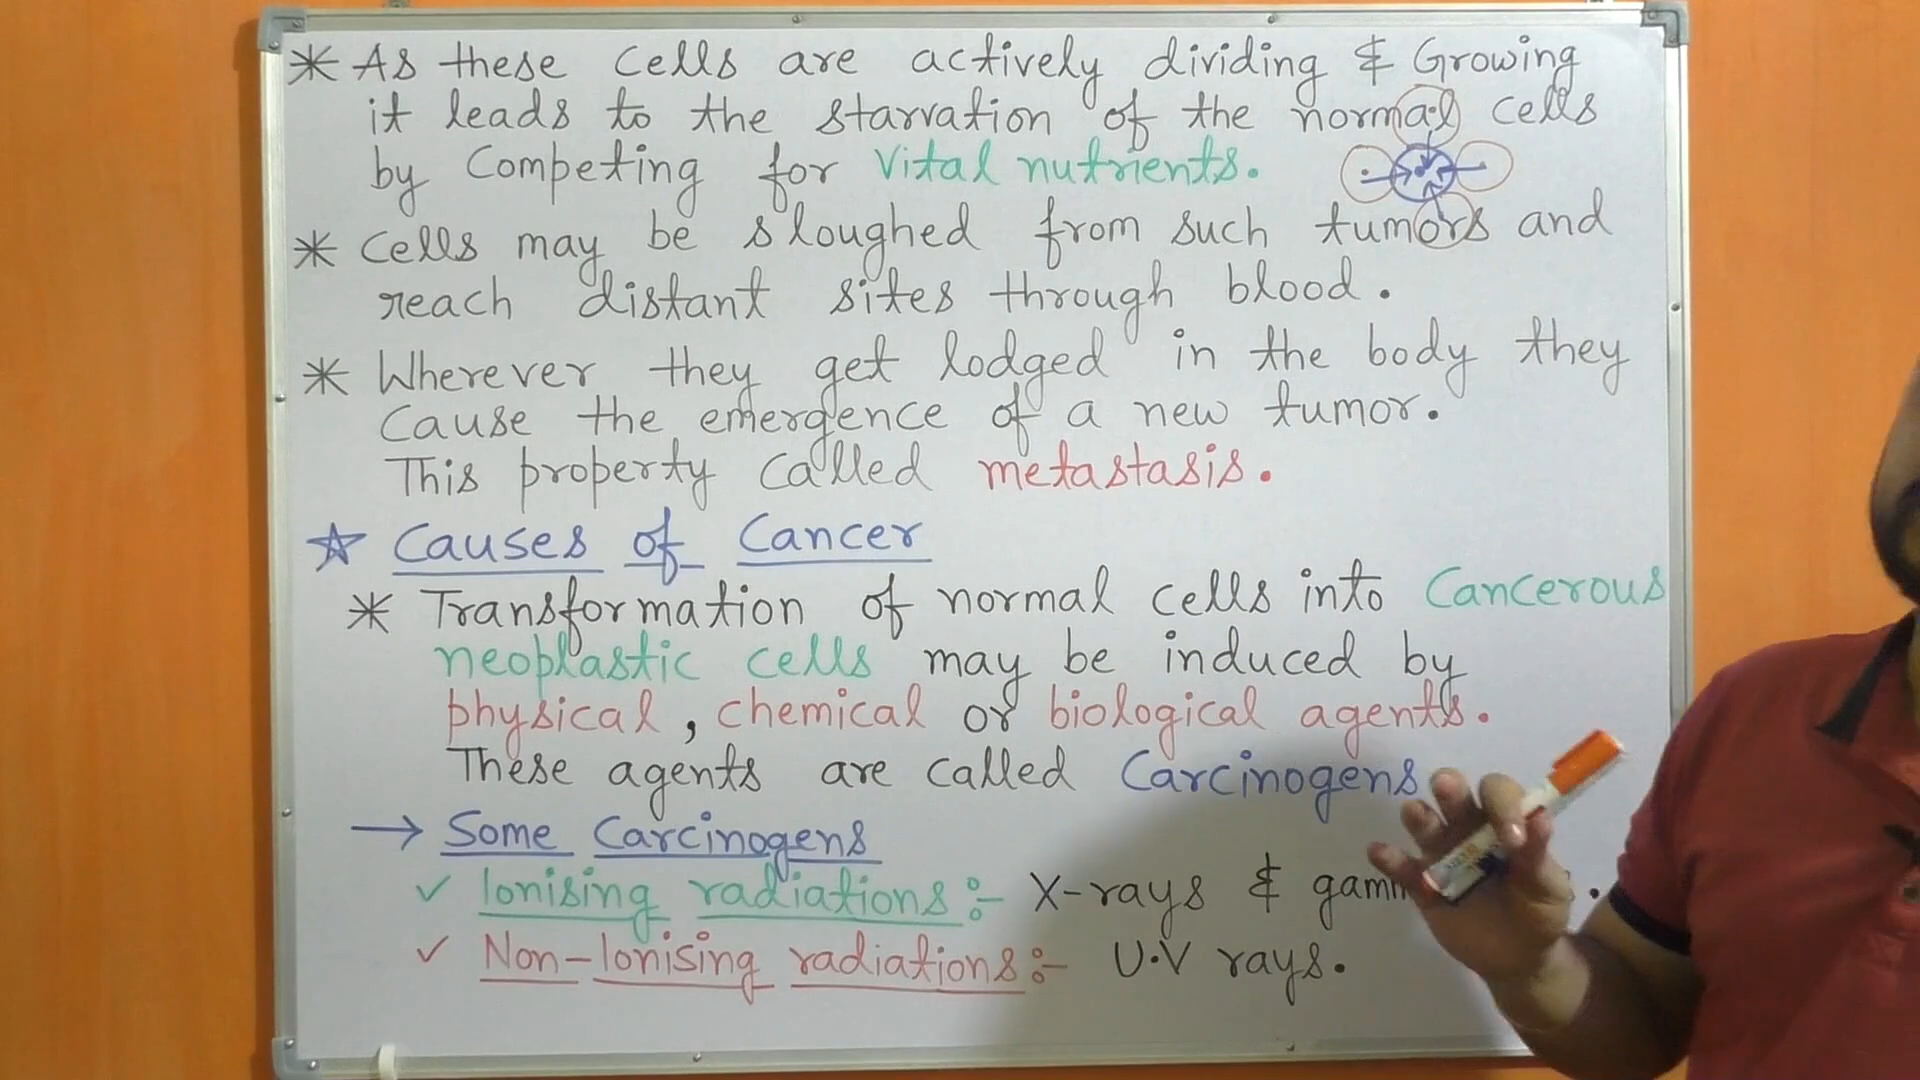 * As these cells are actively dividing & Growing
it leads to the starvation of the normal cells
by Competing for Vital nutrients.
* Cells may be sloughed from such tumors and
reach distant sites through blood.
* Wherever they get lodged in the body they
Cause the emergence of a new tumor.
This property Called metastasis.
☆ Causes of Cancer
* Transformation of normal cells into Cancerous
neoplastic cells may be induced by
physical, chemical or biological agents.
These agents are called Carcinogens
→ Some Carcinogens
✓ Ionising radiations :- X-rays &
✓ Non-Ionising radiations :- U.V rays.